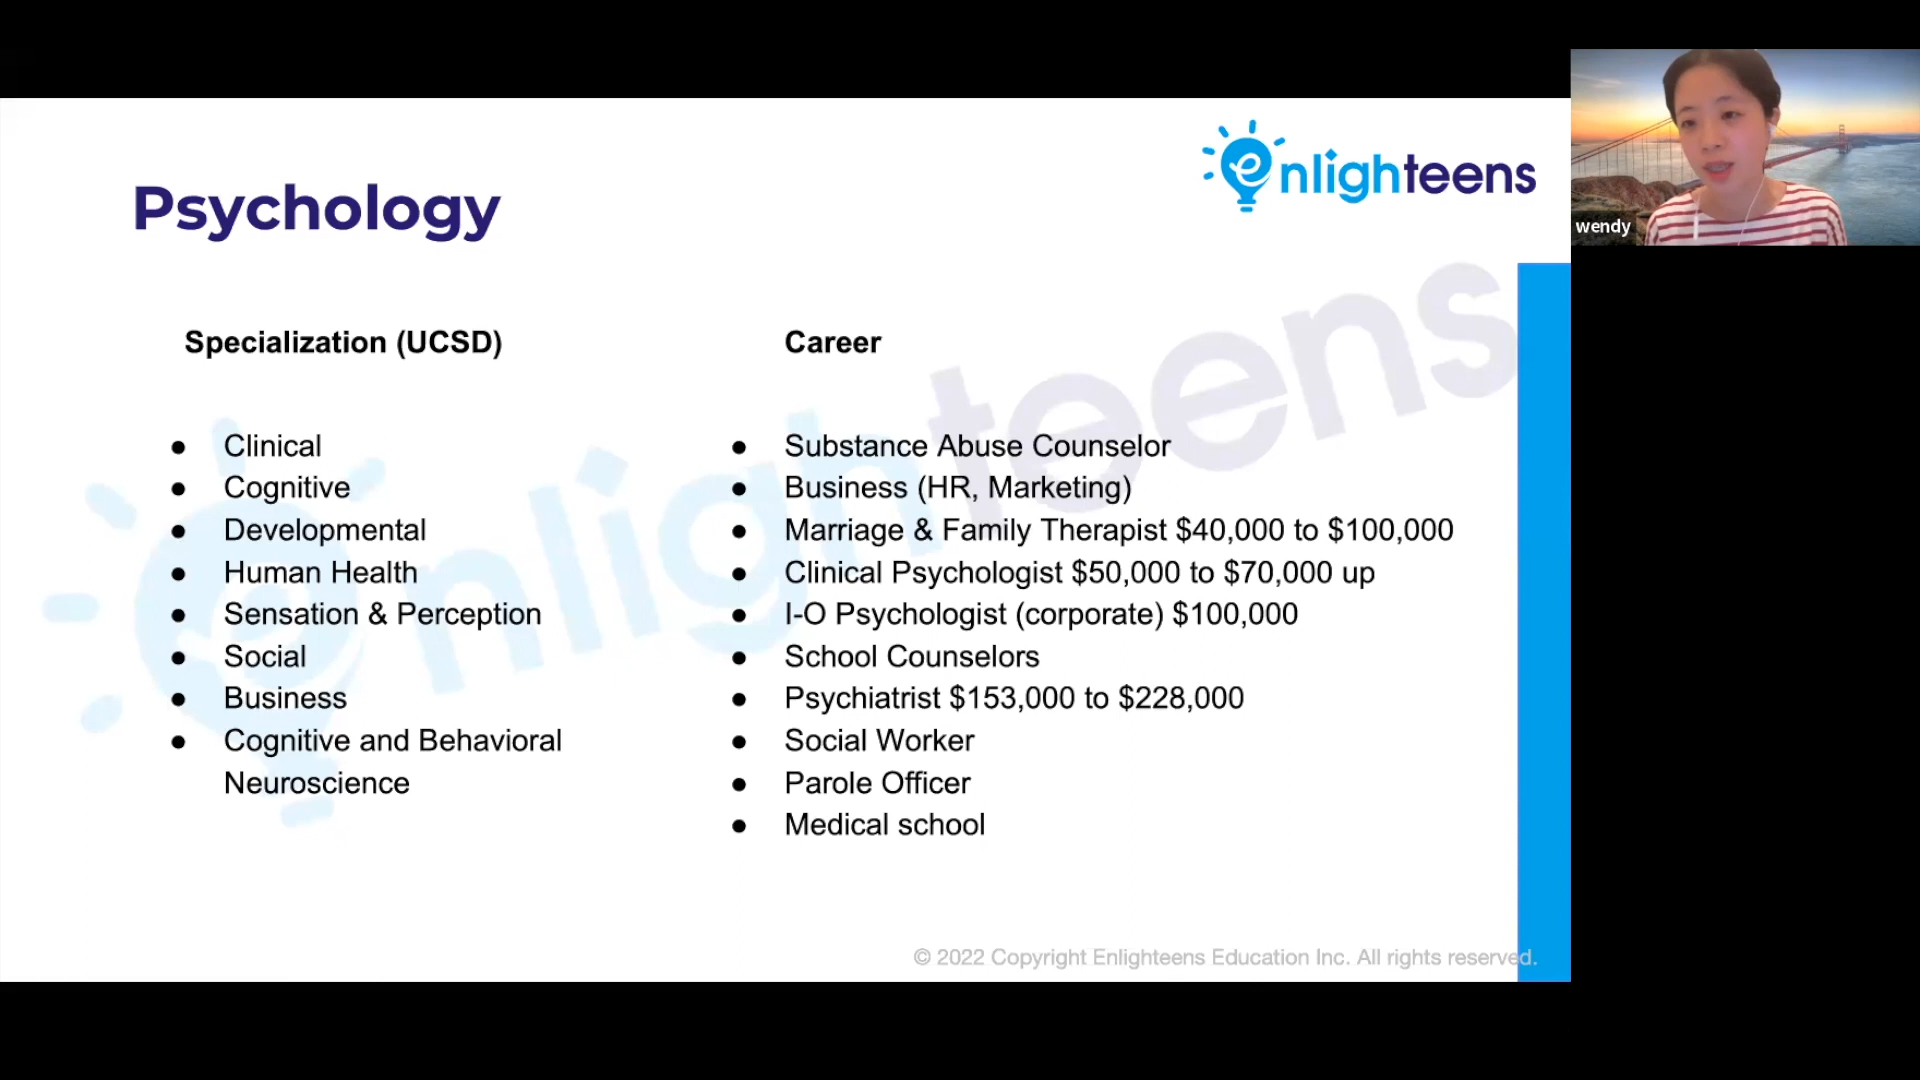 enlighteens
wendy
Psychology
Specialization (UCSD)
● Clinical
● Cognitive
● Developmental
● Human Health
● Sensation & Perception
● Social
● Business
● Cognitive and Behavioral
Neuroscience
Career
● Substance Abuse Counselor
● Business (HR, Marketing)
● Marriage & Family Therapist $40,000 to $100,000
● Clinical Psychologist $50,000 to $70,000 up
● I-O Psychologist (corporate) $100,000
● School Counselors
● Psychiatrist $153,000 to $228,000
● Social Worker
● Parole Officer
● Medical school
enlighteens
© 2022 Copyright Enlighteens Education Inc. All rights reserved.